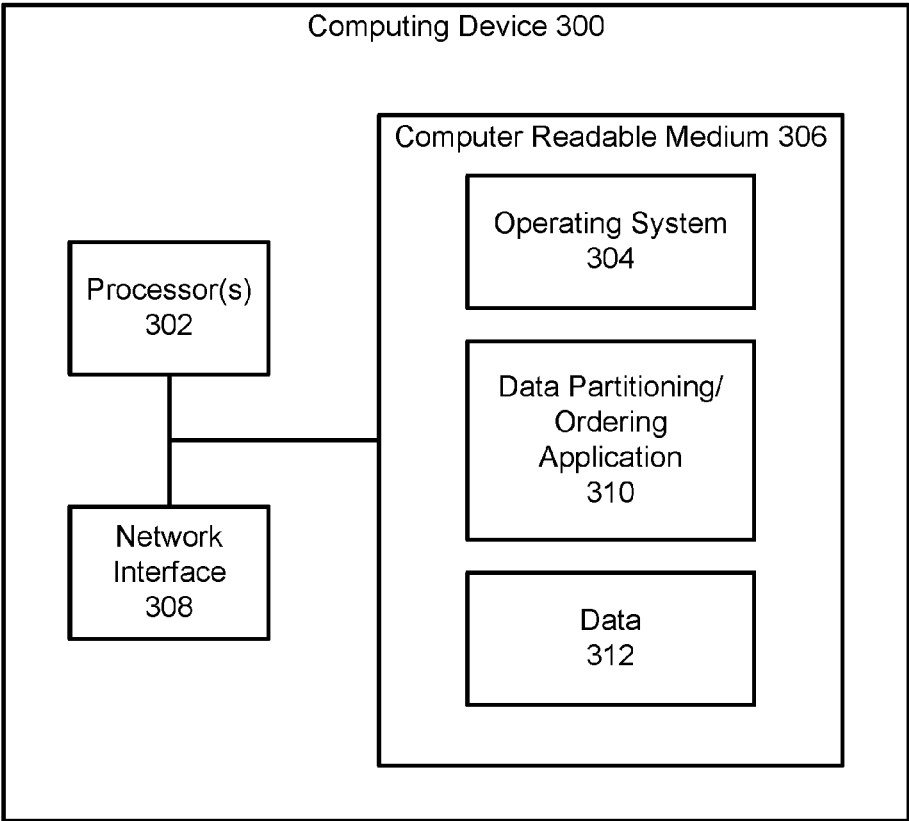 Computing Device 300
Computer Readable Medium 306
Operating System
304
Processor(s)
302
Data Partitioning/
Ordering
Application
310
Network
Interface
308
Data
312